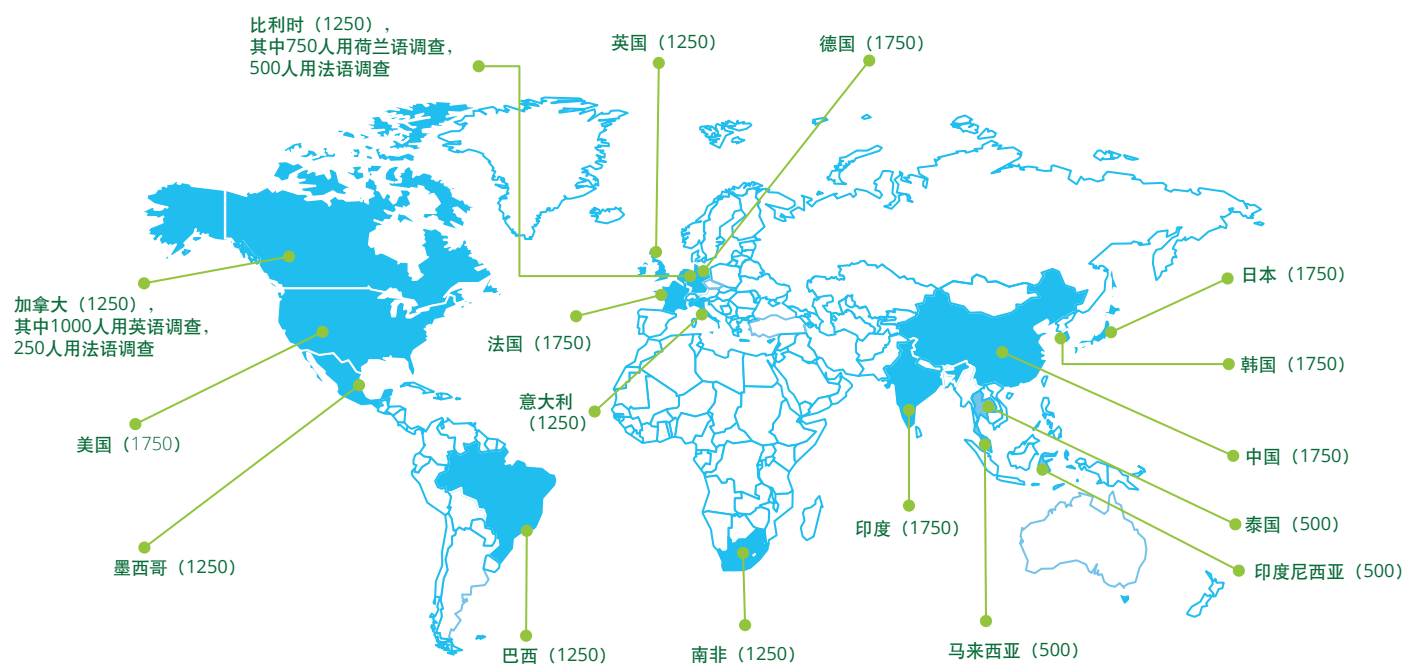 比利时（1250），
其中750人用荷兰语调查，
500人用法语调查
英国（1250）
德国（1750）
加拿大（1250），
其中1000人用英语调查，
250人用法语调查
日本（1750）
法国（1750）
韩国（1750）
意大利
（1250）
美国（1750）
中国（1750）
印度（1750）
泰国（500）
墨西哥（1250）
印度尼西亚（500）
巴西（1250）
南非（1250）
马来西亚（500）